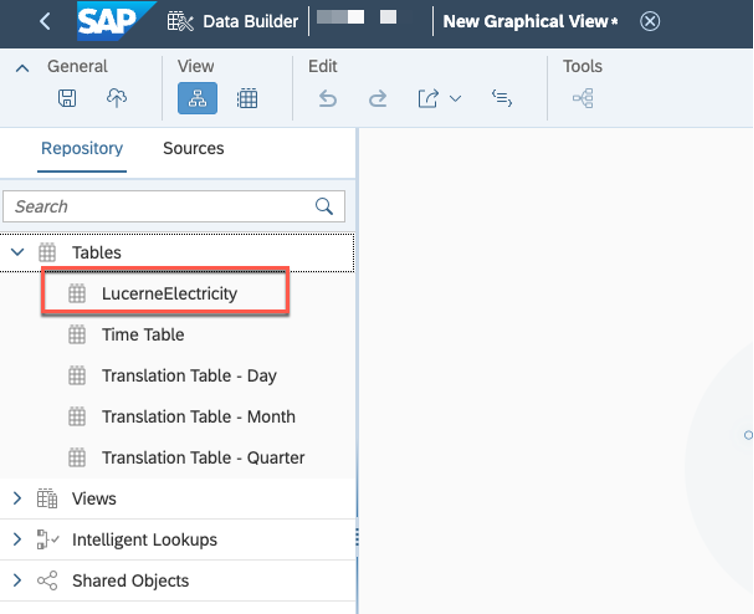 SAP Data Builder New Graphical View*
General View Edit Tools
Repository Sources
Search
Tables
LucerneElectricity
Time Table
Translation Table - Day
Translation Table - Month
Translation Table - Quarter
Views
Intelligent Lookups
Shared Objects